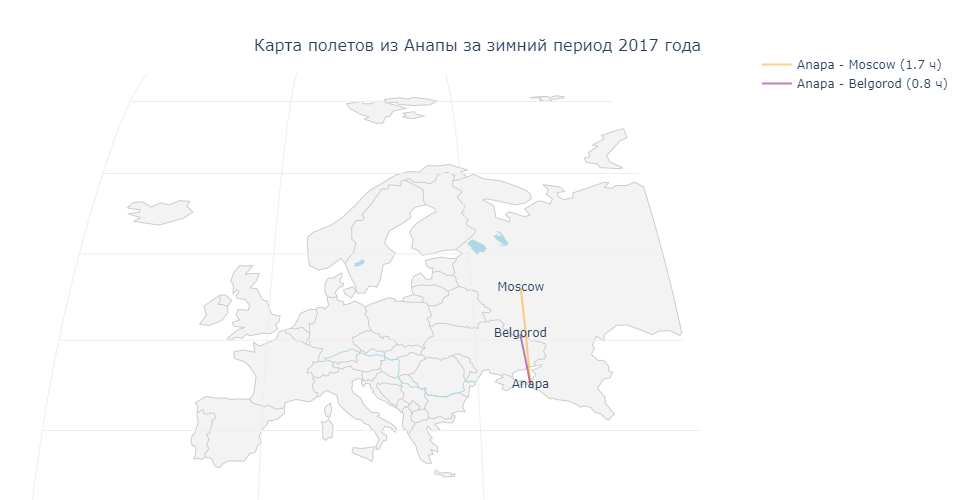 Карта полетов из Анапы за зимний период 2017 года
Anapa - Moscow (1.7 ч)
Anapa - Belgorod (0.8 ч)
Moscow
Belgorod
Anapa